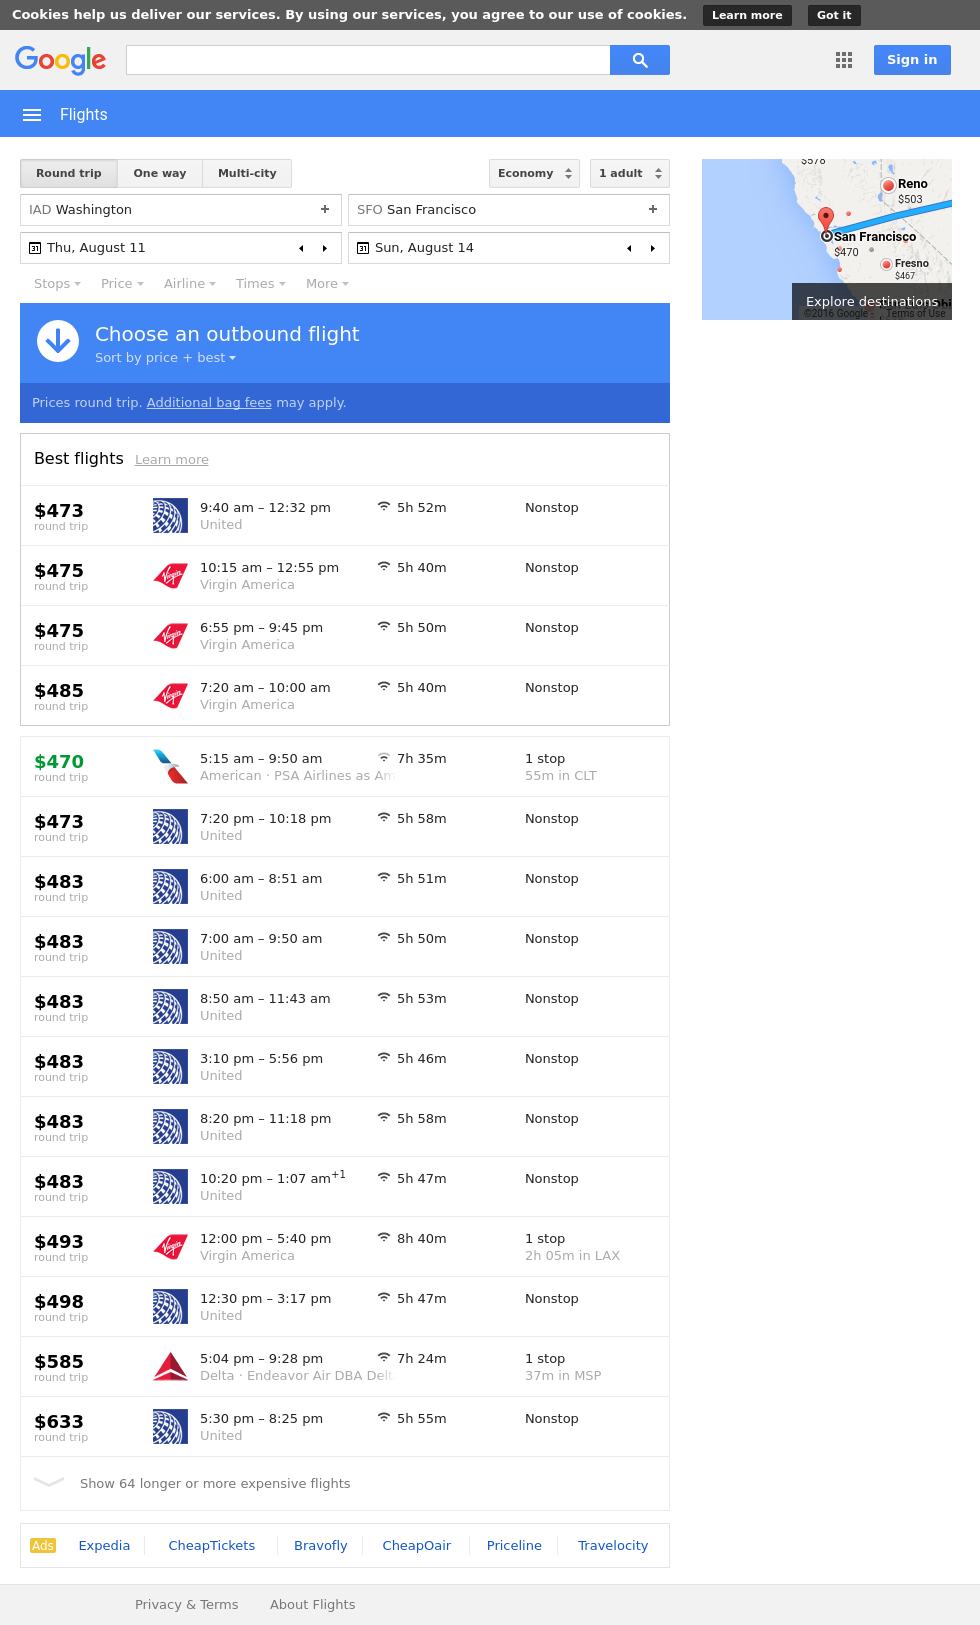 Cookies help us deliver our services. By using our services, you agree to our use of cookies. Learn more Got it
Google Sign in
Flights
Round trip One way Multi-city Economy 1 adult
IAD Washington + SFO San Francisco +
31 Thu, August 11 31 Sun, August 14
Stops Price Airline Times More
$578
Reno
$503
San Francisco
$470
Fresno
$467
Explore destinations
©2016 Google Terms of Use
Choose an outbound flight
Sort by price + best
Prices round trip. Additional bag fees may apply.
Best flights Learn more
$473 9:40 am – 12:32 pm 5h 52m Nonstop
round trip United
$475 10:15 am – 12:55 pm 5h 40m Nonstop
round trip Virgin America
$475 6:55 pm – 9:45 pm 5h 50m Nonstop
round trip Virgin America
$485 7:20 am – 10:00 am 5h 40m Nonstop
round trip Virgin America
$470 5:15 am – 9:50 am 7h 35m 1 stop
round trip American · PSA Airlines as Am 55m in CLT
$473 7:20 pm – 10:18 pm 5h 58m Nonstop
round trip United
$483 6:00 am – 8:51 am 5h 51m Nonstop
round trip United
$483 7:00 am – 9:50 am 5h 50m Nonstop
round trip United
$483 8:50 am – 11:43 am 5h 53m Nonstop
round trip United
$483 3:10 pm – 5:56 pm 5h 46m Nonstop
round trip United
$483 8:20 pm – 11:18 pm 5h 58m Nonstop
round trip United
$483 10:20 pm – 1:07 am+1 5h 47m Nonstop
round trip United
$493 12:00 pm – 5:40 pm 8h 40m 1 stop
round trip Virgin America 2h 05m in LAX
$498 12:30 pm – 3:17 pm 5h 47m Nonstop
round trip United
$585 5:04 pm – 9:28 pm 7h 24m 1 stop
round trip Delta · Endeavor Air DBA Delt 37m in MSP
$633 5:30 pm – 8:25 pm 5h 55m Nonstop
round trip United
Show 64 longer or more expensive flights
Ads Expedia CheapTickets Bravofly CheapOair Priceline Travelocity
Privacy & Terms About Flights